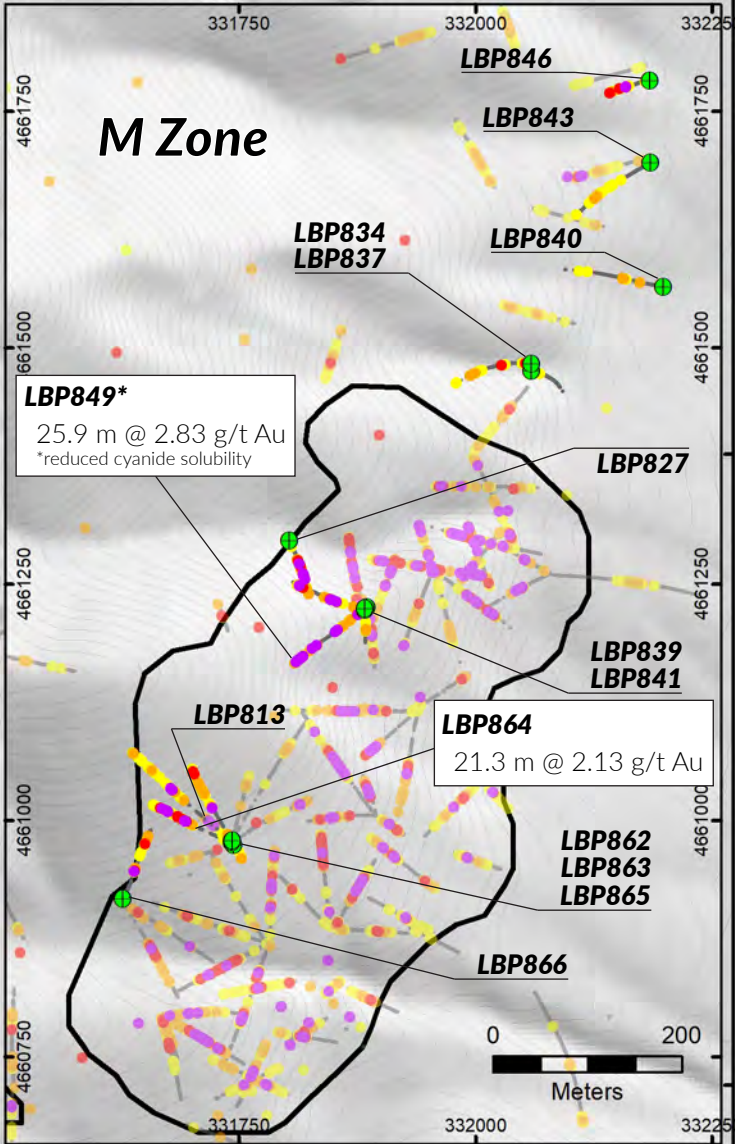 331750
332000
33225
4661750
M Zone
LBP846
LBP843
LBP834
LBP837
LBP840
4661500
4661500
LBP849*
25.9 m @ 2.83 g/t Au
*reduced cyanide solubility
LBP827
4661250
4661250
LBP839
LBP841
LBP813
LBP864
21.3 m @ 2.13 g/t Au
4661000
4661000
LBP862
LBP863
LBP865
LBP866
4660750
4660750
0
200
Meters
331750
332000